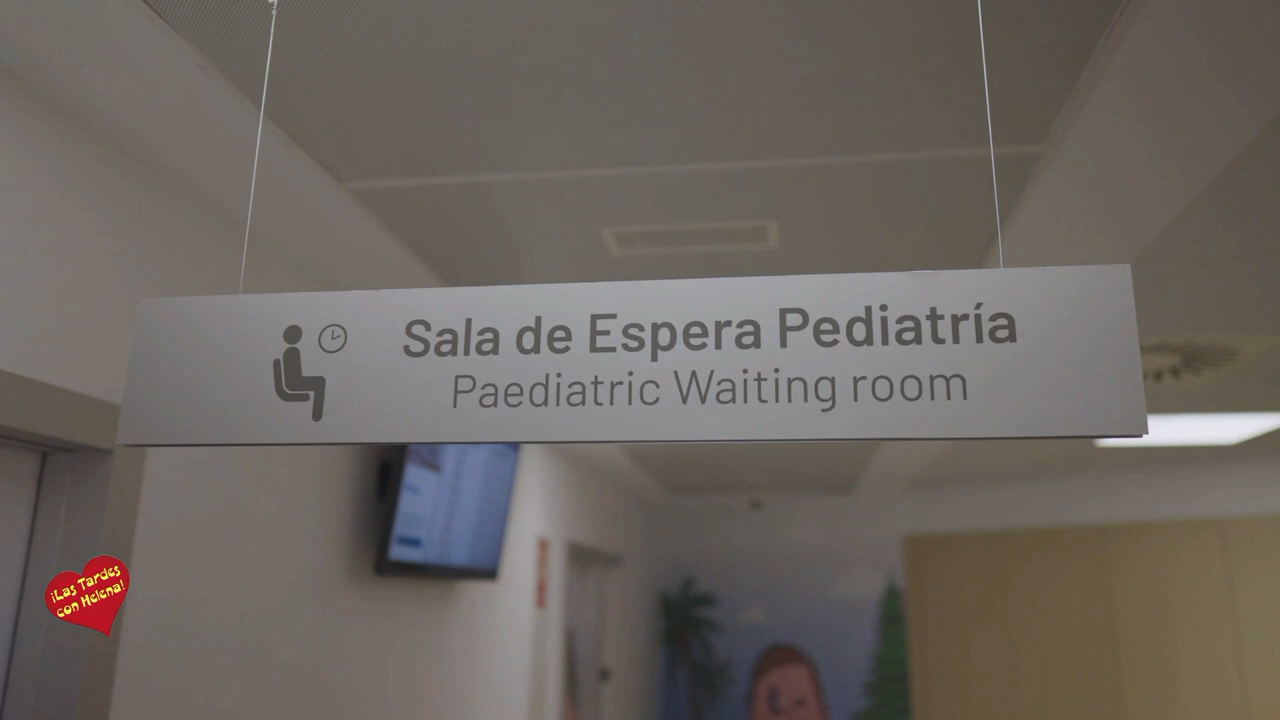 Sala de Espera Pediatría
Paediatric Waiting room
¡Las Tardes
con Helena!